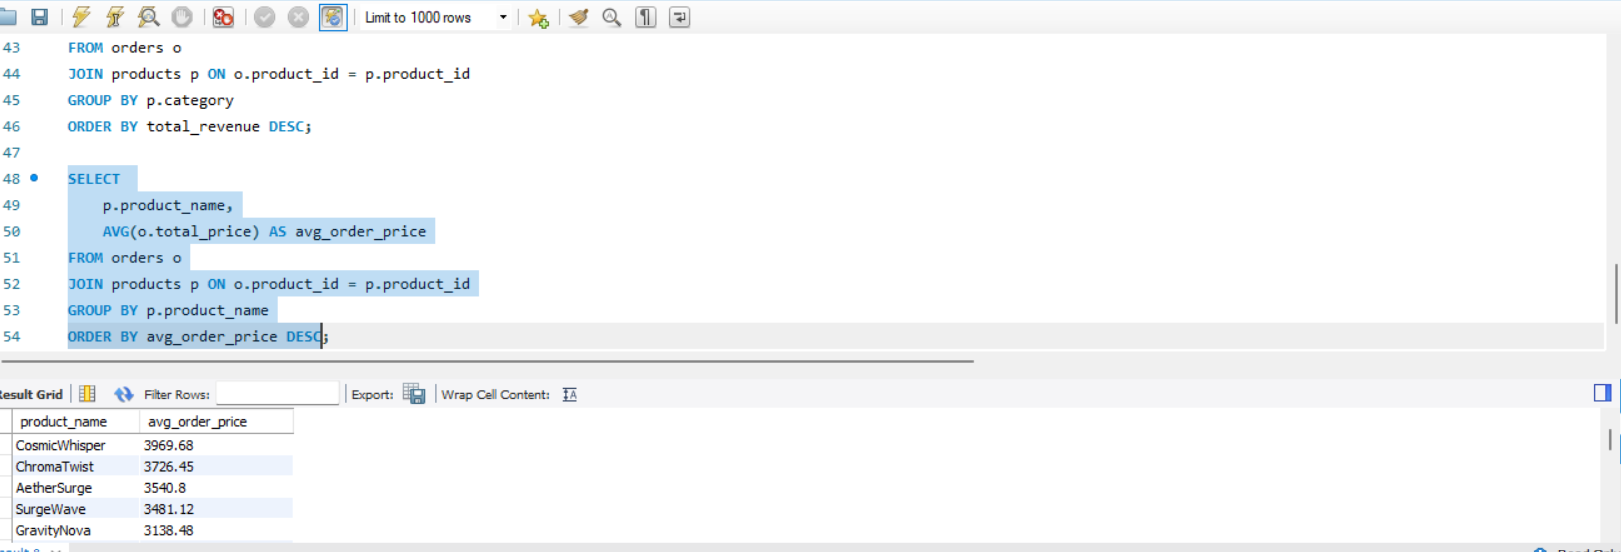 Limit to 1000 rows
43 FROM orders o
44 JOIN products p ON o.product_id = p.product_id
45 GROUP BY p.category
46 ORDER BY total_revenue DESC;
47
48 SELECT
49 p.product_name,
50 AVG(o.total_price) AS avg_order_price
51 FROM orders o
52 JOIN products p ON o.product_id = p.product_id
53 GROUP BY p.product_name
54 ORDER BY avg_order_price DESC;
esult Grid Filter Rows: Export: Wrap Cell Content: IA
product_name avg_order_price
CosmicWhisper 3969.68
ChromaTwist 3726.45
AetherSurge 3540.8
SurgeWave 3481.12
GravityNova 3138.48